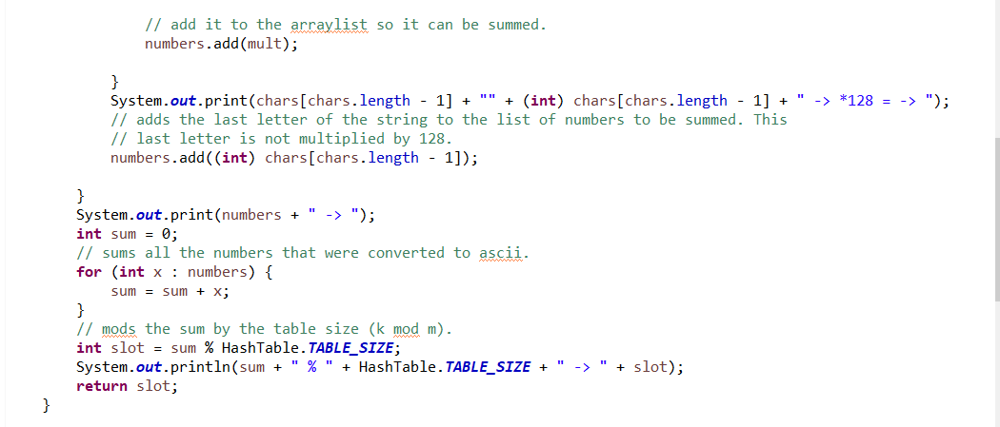 // add it to the arraylist so it can be summed.
numbers.add(mult);
}
System.out.print(chars[chars.length - 1] + "" + (int) chars[chars.length - 1] + " -> *128 = -> ");
// adds the last letter of the string to the list of numbers to be summed. This
// last letter is not multiplied by 128.
numbers.add((int) chars[chars.length - 1]);
}
System.out.print(numbers + " -> ");
int sum = 0;
// sums all the numbers that were converted to ascii.
for (int x : numbers) {
sum = sum + x;
}
// mods the sum by the table size (k mod m).
int slot = sum % HashTable.TABLE_SIZE;
System.out.println(sum + " % " + HashTable.TABLE_SIZE + " -> " + slot);
return slot;
}